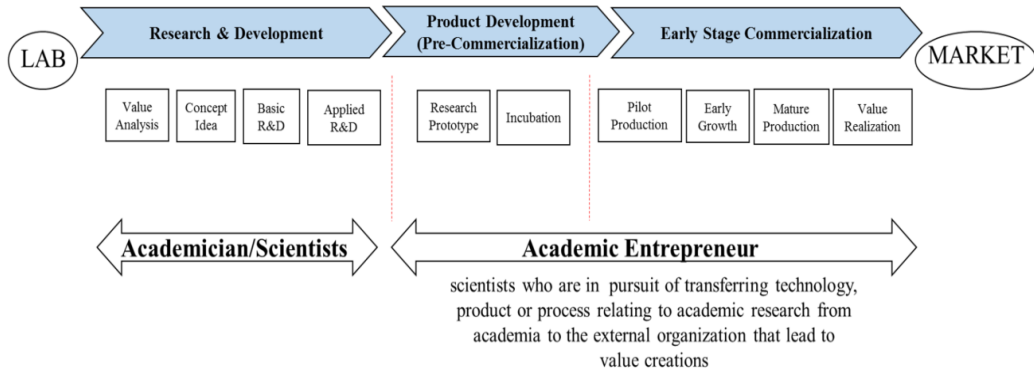 LAB
Research & Development
Product Development
(Pre-Commercialization)
Early Stage Commercialization
MARKET
Value
Analysis
Concept
Idea
Basic
R&D
Applied
R&D
Research
Prototype
Incubation
Pilot
Production
Early
Growth
Mature
Production
Value
Realization
Academician/Scientists
Academic Entrepreneur
scientists who are in pursuit of transferring technology,
product or process relating to academic research from
academia to the external organization that lead to
value creations